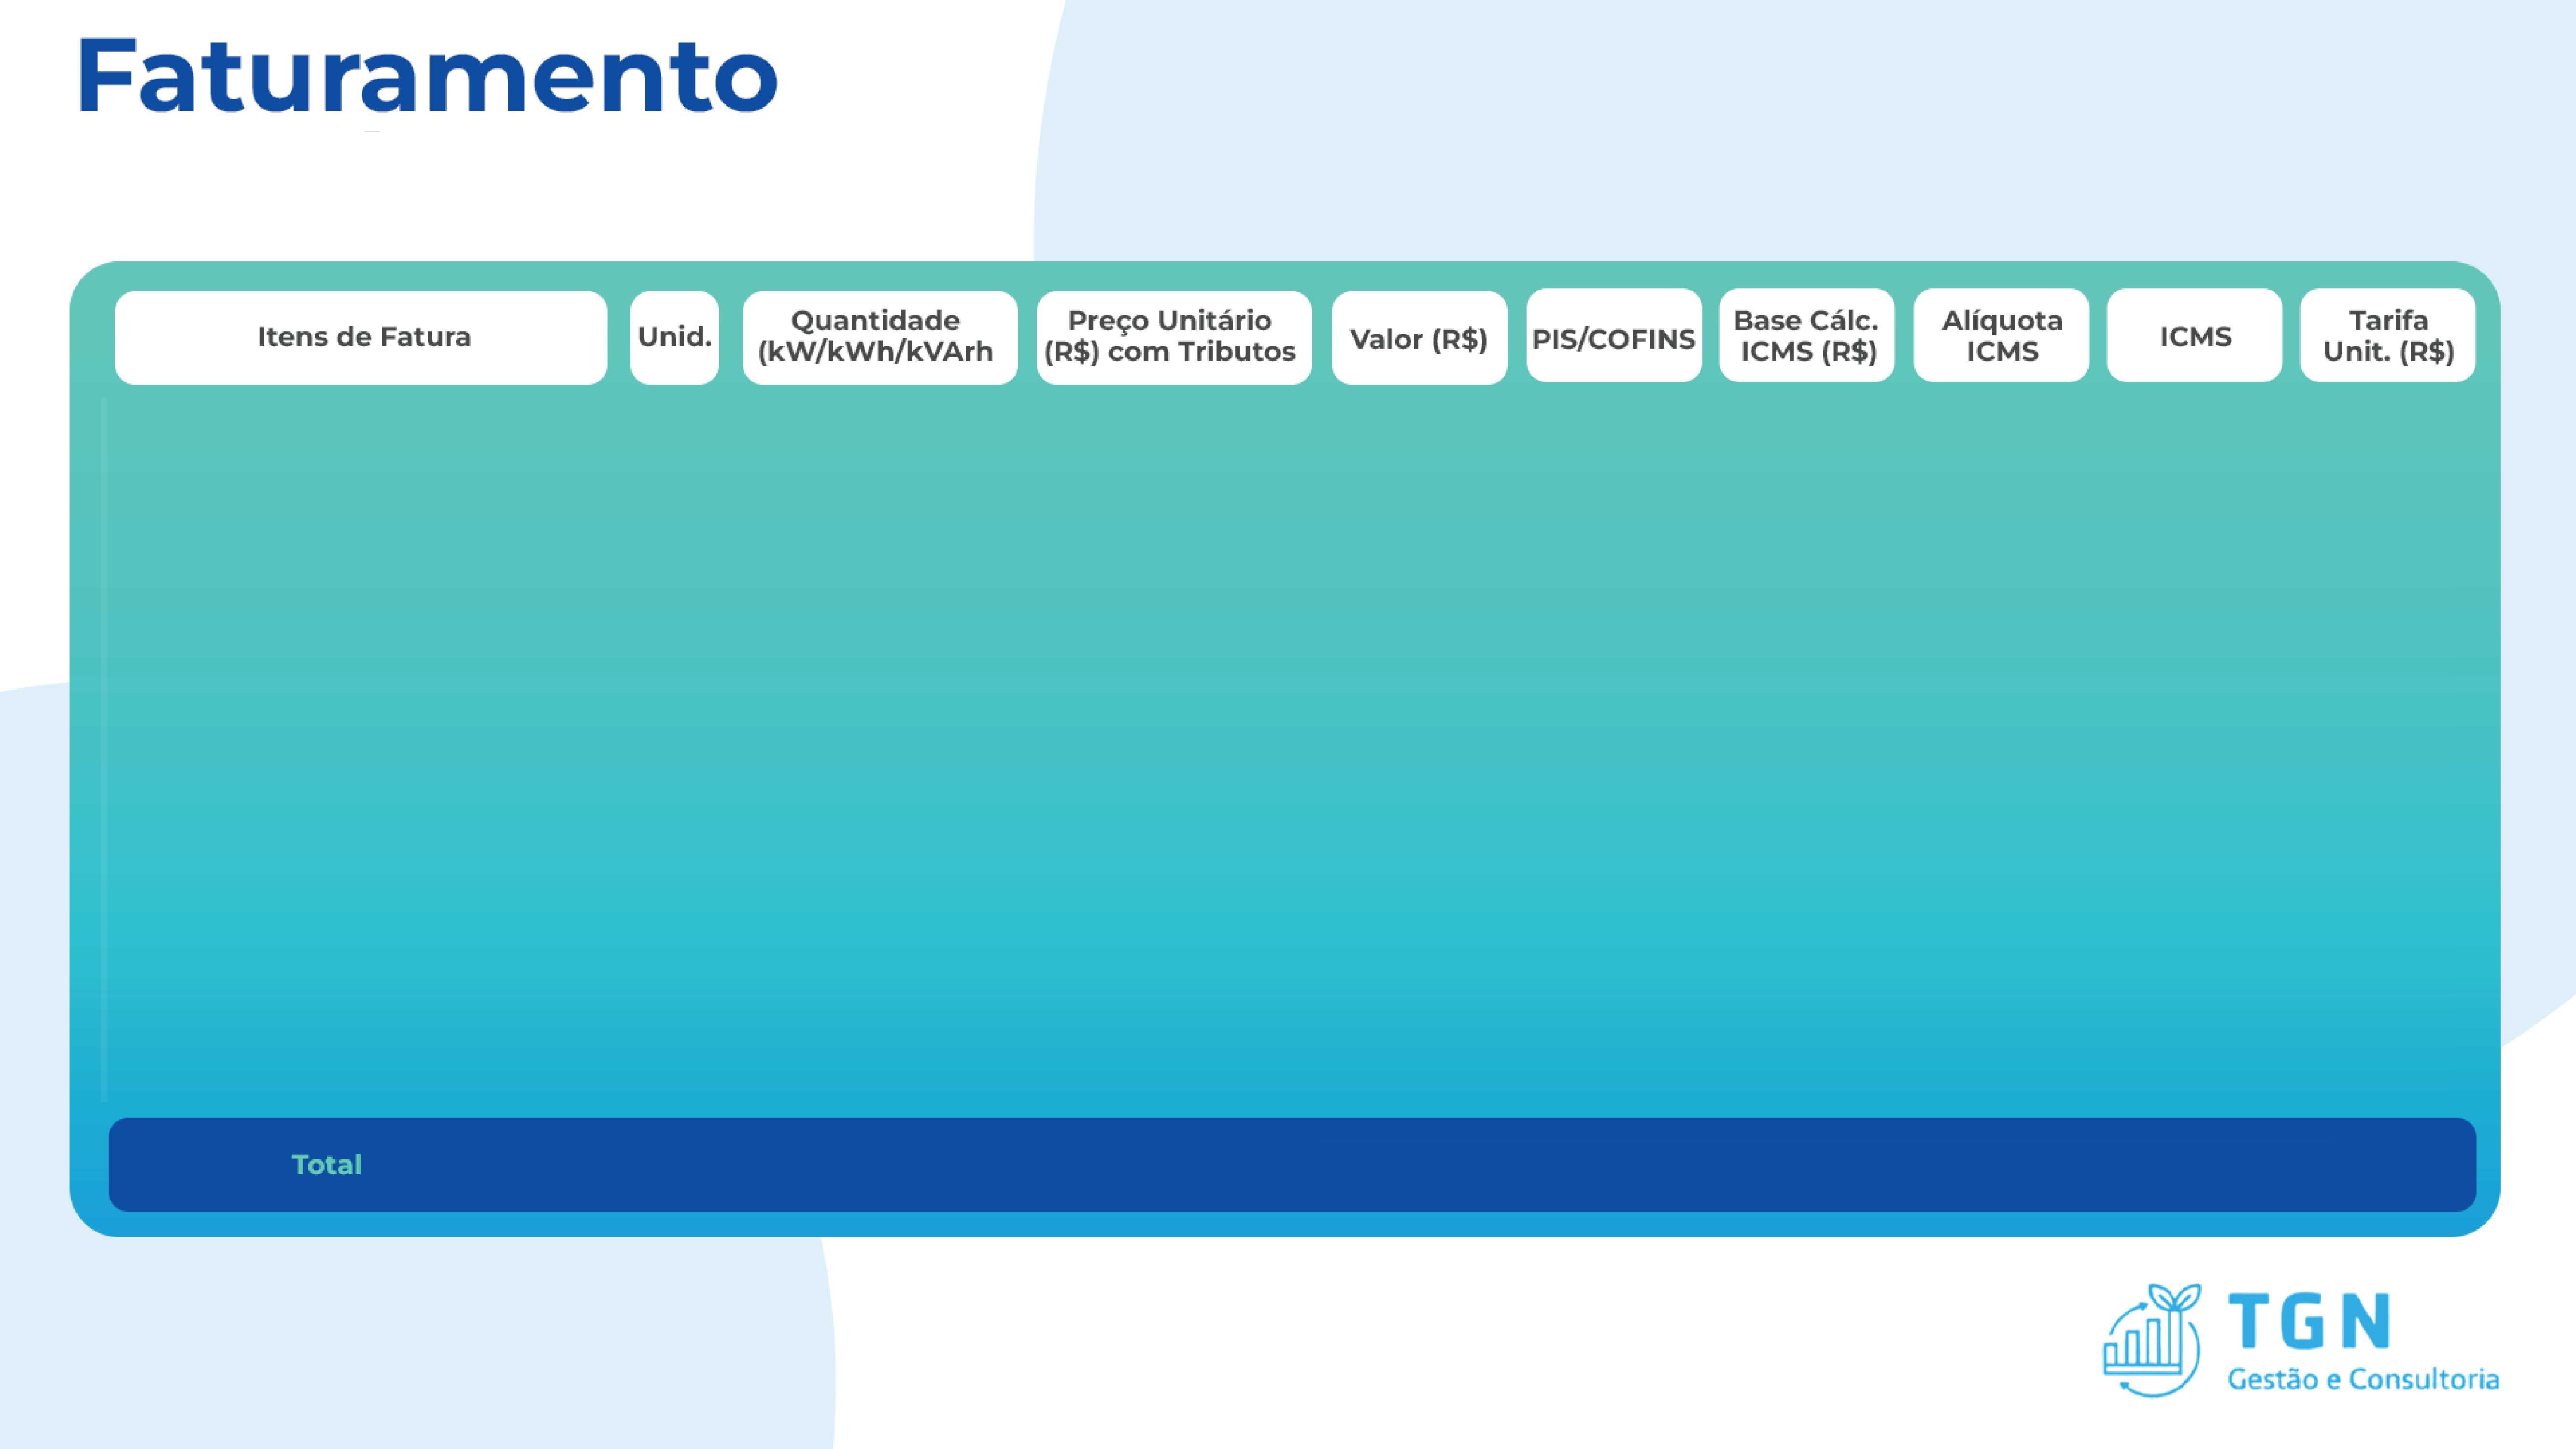 Faturamento
Itens de Fatura
Unid.
Quantidade
(kW/kWh/kVArh
Preço Unitário
(R$) com Tributos
Valor (R$)
PIS/COFINS
Base Cálc.
ICMS (R$)
Alíquota
ICMS
ICMS
Tarifa
Unit. (R$)
Total
TGN
Gestão e Consultoria